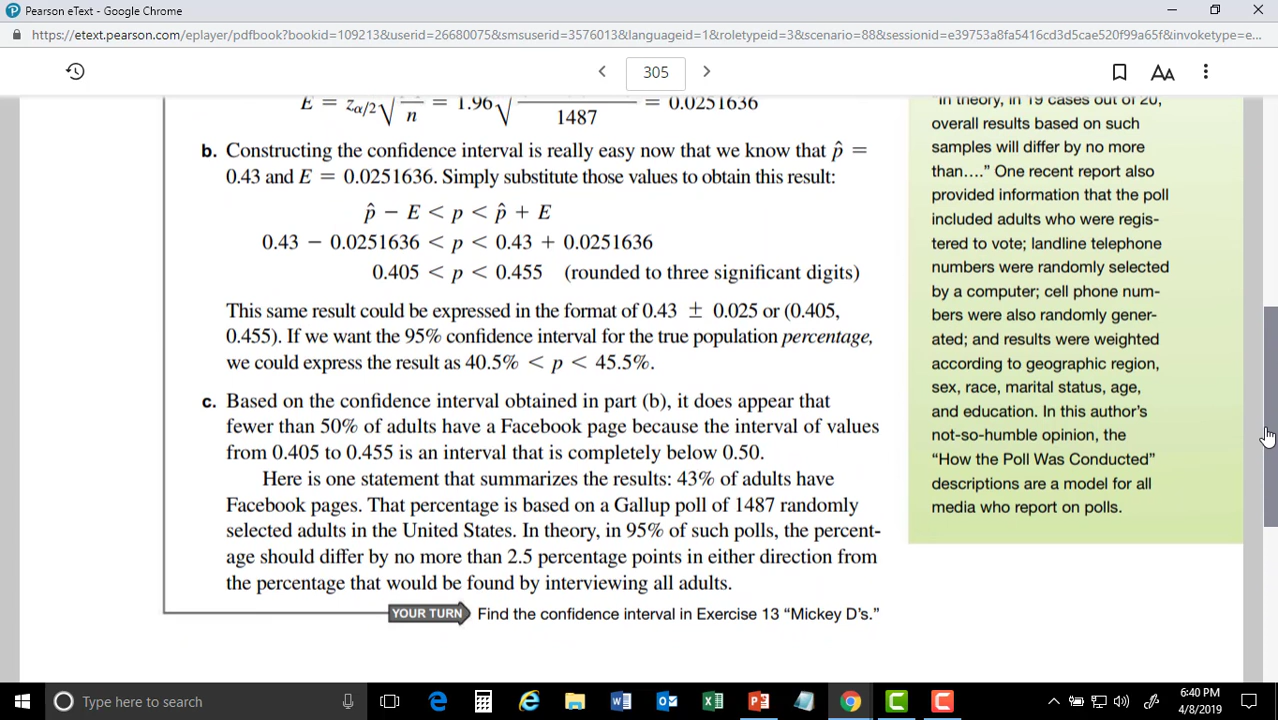 Pearson eText - Google Chrome
https://etext.pearson.com/eplayer/pdfbook?bookid=109213&userid=26680075&smsuserid=3576013&languageid=1&roletypeid=3&scenario=88&sessionid=e39753a8fa5416cd3d5cae520f99a65f&invoketype=e...
305
E = zα/2√ n = 1.96√ 1487 = 0.0251636
b. Constructing the confidence interval is really easy now that we know that p̂ =
0.43 and E = 0.0251636. Simply substitute those values to obtain this result:
p̂ − E < p < p̂ + E
0.43 − 0.0251636 < p < 0.43 + 0.0251636
0.405 < p < 0.455 (rounded to three significant digits)
This same result could be expressed in the format of 0.43 ± 0.025 or (0.405,
0.455). If we want the 95% confidence interval for the true population percentage,
we could express the result as 40.5% < p < 45.5%.
c. Based on the confidence interval obtained in part (b), it does appear that
fewer than 50% of adults have a Facebook page because the interval of values
from 0.405 to 0.455 is an interval that is completely below 0.50.
Here is one statement that summarizes the results: 43% of adults have
Facebook pages. That percentage is based on a Gallup poll of 1487 randomly
selected adults in the United States. In theory, in 95% of such polls, the percent-
age should differ by no more than 2.5 percentage points in either direction from
the percentage that would be found by interviewing all adults.
YOUR TURN Find the confidence interval in Exercise 13 “Mickey D’s.”
“In theory, in 19 cases out of 20,
overall results based on such
samples will differ by no more
than....” One recent report also
provided information that the poll
included adults who were regis-
tered to vote; landline telephone
numbers were randomly selected
by a computer; cell phone num-
bers were also randomly gener-
ated; and results were weighted
according to geographic region,
sex, race, marital status, age,
and education. In this author’s
not-so-humble opinion, the
“How the Poll Was Conducted”
descriptions are a model for all
media who report on polls.
Type here to search
6:40 PM
4/8/2019